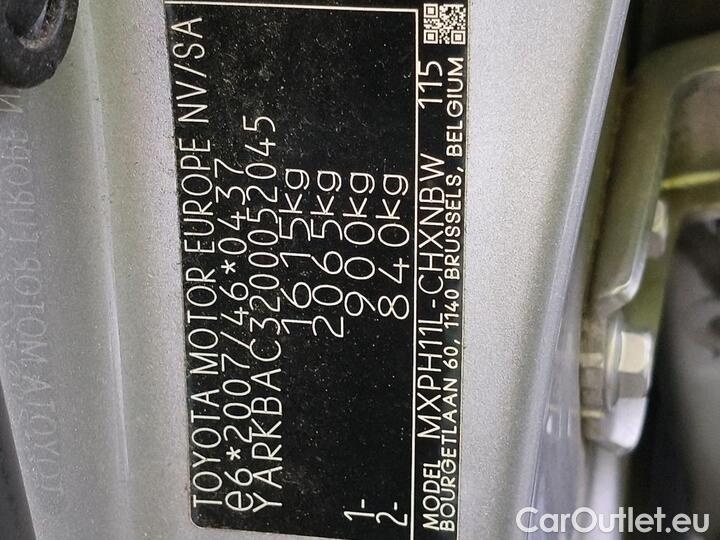 TOYOTA MOTOR EUROPE NV/SA
e6*2007/46*0437
YARKBAC3200052045
1615kg
2065kg
1- 900kg
2- 840kg
MODEL MXPH11L-CHXNBW 115
BOURGETLAAN 60, 1140 BRUSSELS, BELGIUM
CarOutlet.eu